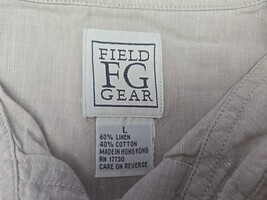 FIELD
FG
GEAR
L
60% LINEN
40% COTTON
MADE IN HONG KONG
RN 17730
CARE ON REVERSE